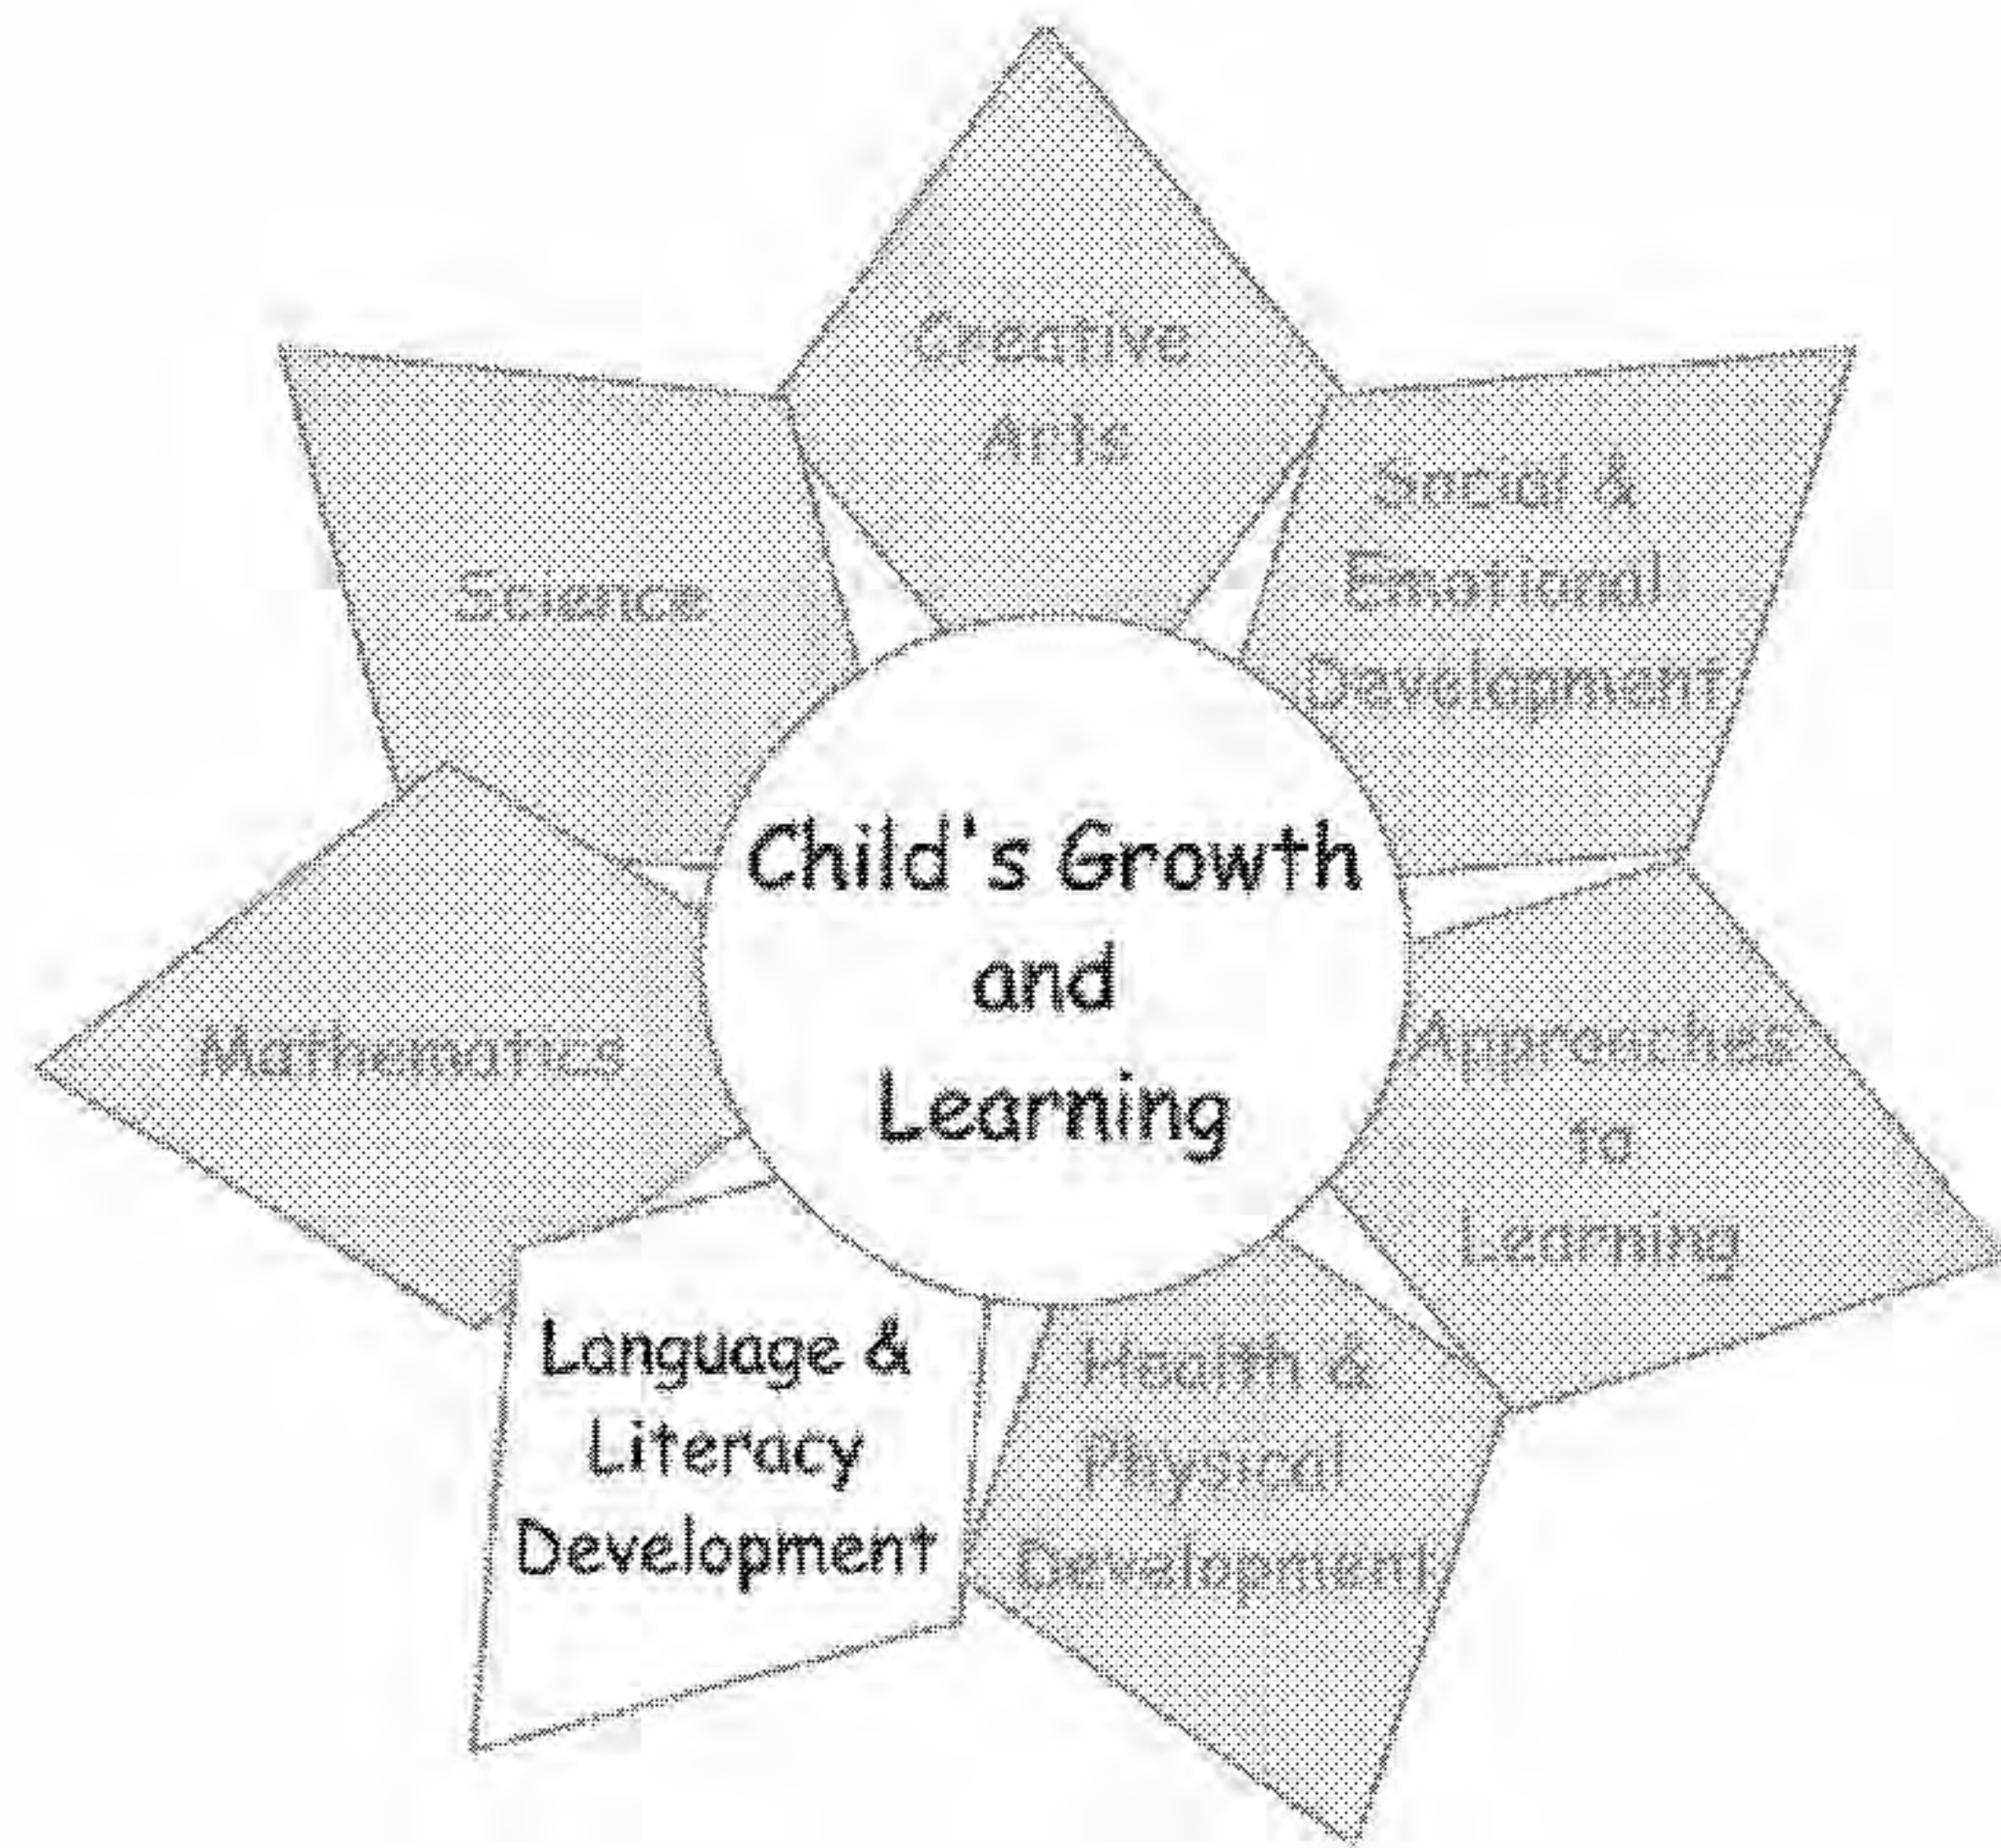 Creative
Arts
Social &
Emotional
Development
Science
Child's Growth
and
Learning
Approaches
to
Learning
Mathematics
Language &
Literacy
Development
Health &
Physical
Development